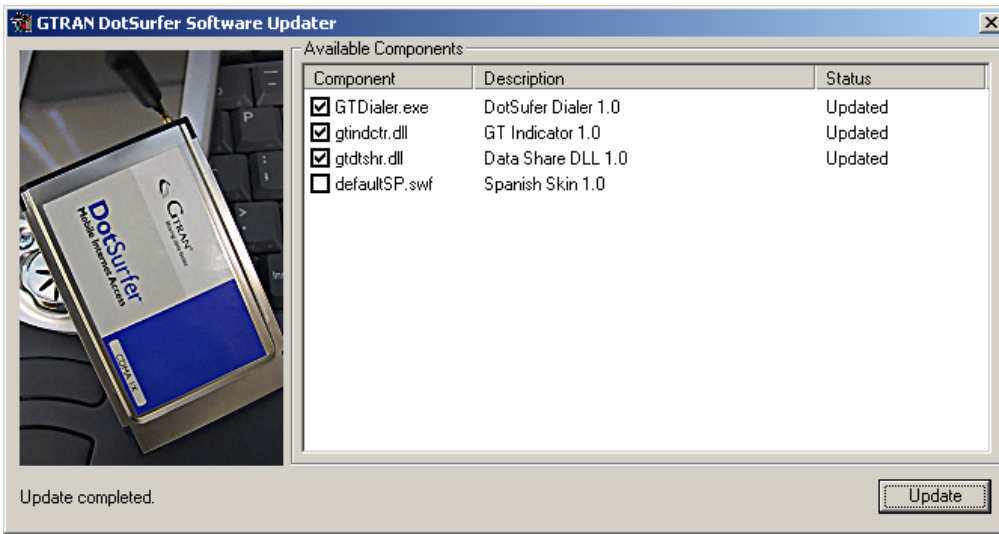 GTRAN DotSurfer Software Updater
Available Components
Component Description Status
GTDialer.exe DotSufer Dialer 1.0 Updated
gtindctr.dll GT Indicator 1.0 Updated
gtdtshr.dll Data Share DLL 1.0 Updated
defaultSP.swf Spanish Skin 1.0
P
GTRAN
DotSurfer
Mobile Internet Access
CDMA 1X
Update completed.
Update